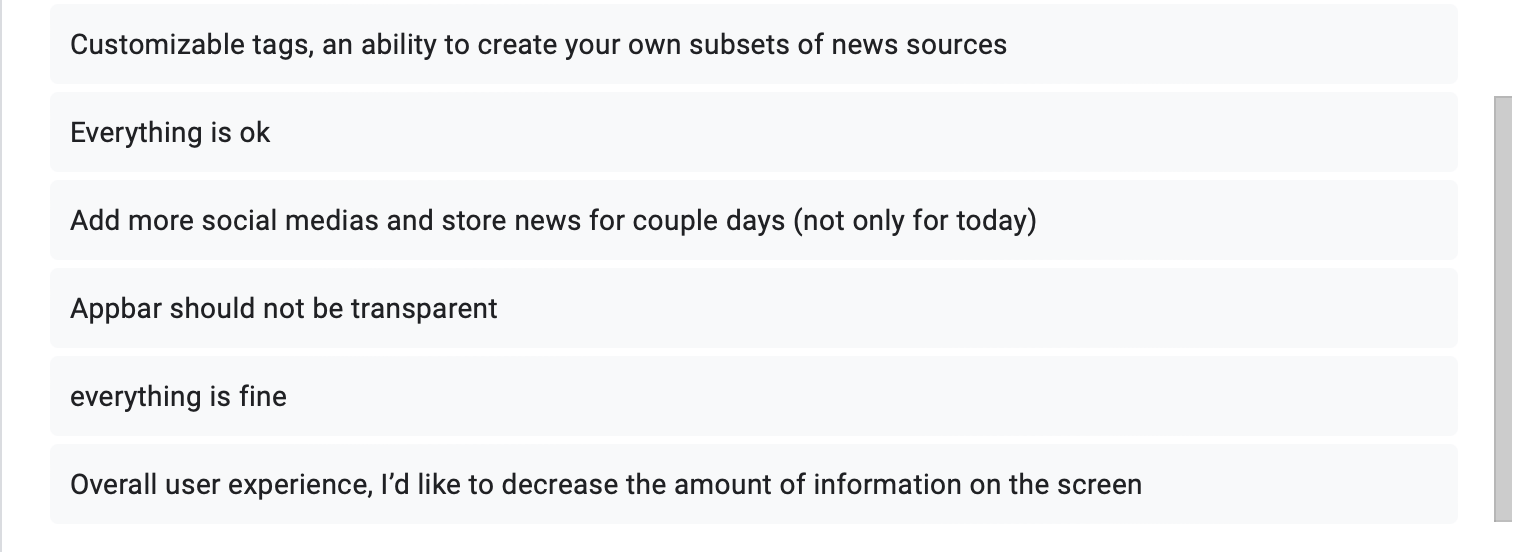 Customizable tags, an ability to create your own subsets of news sources
Everything is ok
Add more social medias and store news for couple days (not only for today)
Appbar should not be transparent
everything is fine
Overall user experience, I’d like to decrease the amount of information on the screen